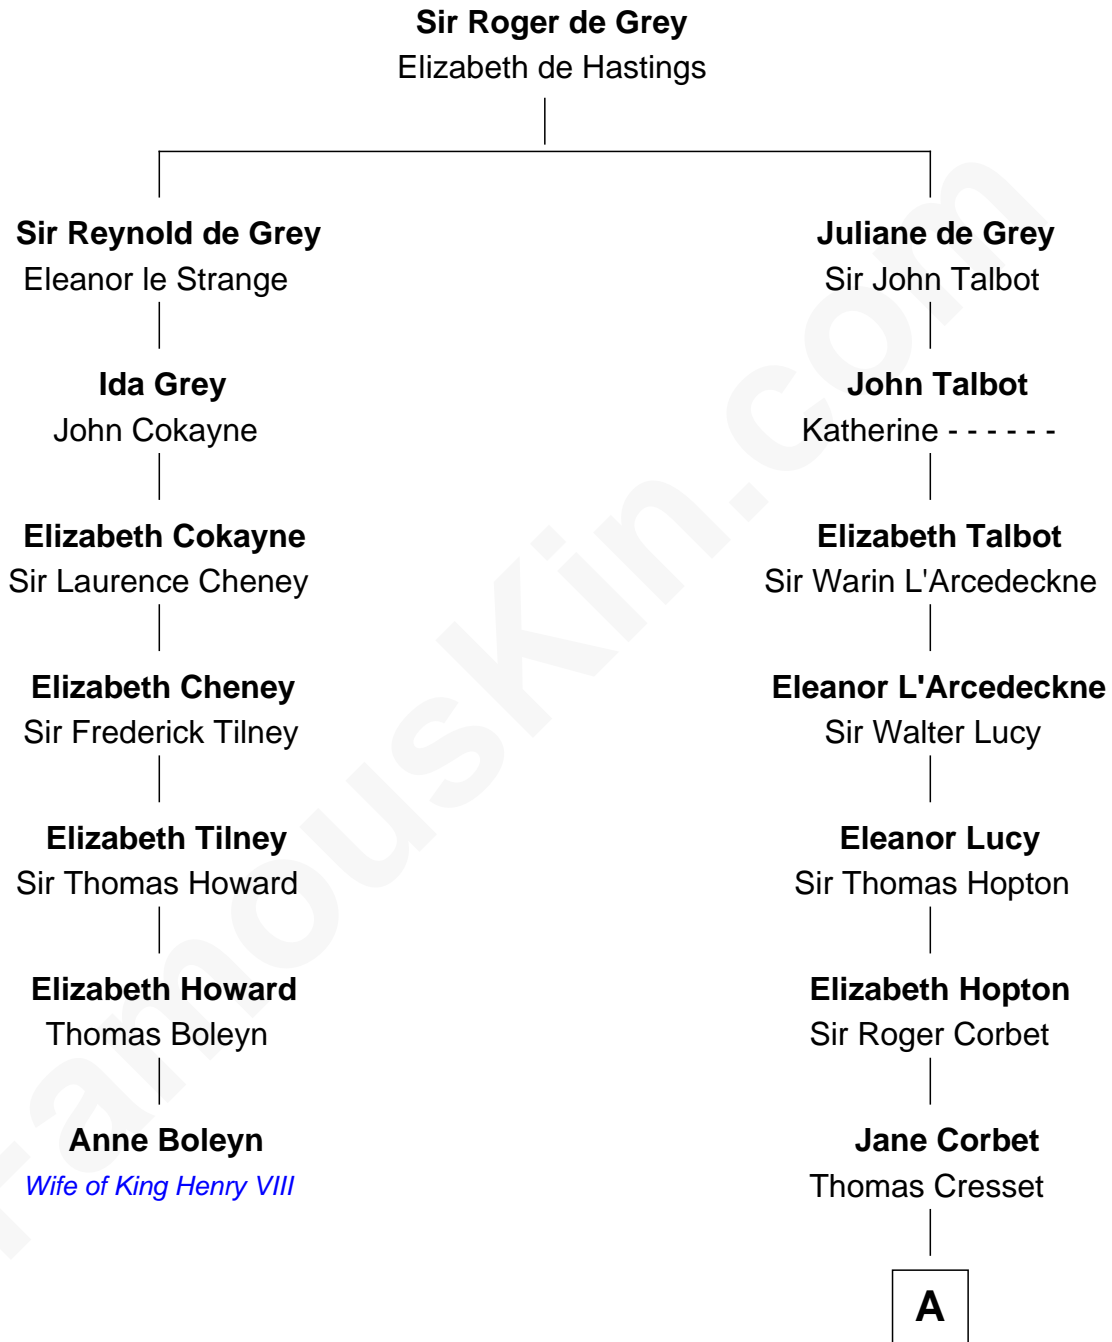 Sir Roger de Grey
Elizabeth de Hastings
Sir Reynold de Grey
Eleanor le Strange
Juliane de Grey
Sir John Talbot
Ida Grey
John Cokayne
John Talbot
Katherine - - - - - -
Elizabeth Cokayne
Sir Laurence Cheney
Elizabeth Talbot
Sir Warin L'Arcedeckne
Elizabeth Cheney
Sir Frederick Tilney
Eleanor L'Arcedeckne
Sir Walter Lucy
Elizabeth Tilney
Sir Thomas Howard
Eleanor Lucy
Sir Thomas Hopton
Elizabeth Howard
Thomas Boleyn
Elizabeth Hopton
Sir Roger Corbet
Anne Boleyn
Wife of King Henry VIII
Jane Corbet
Thomas Cresset
A
FamousKin.com